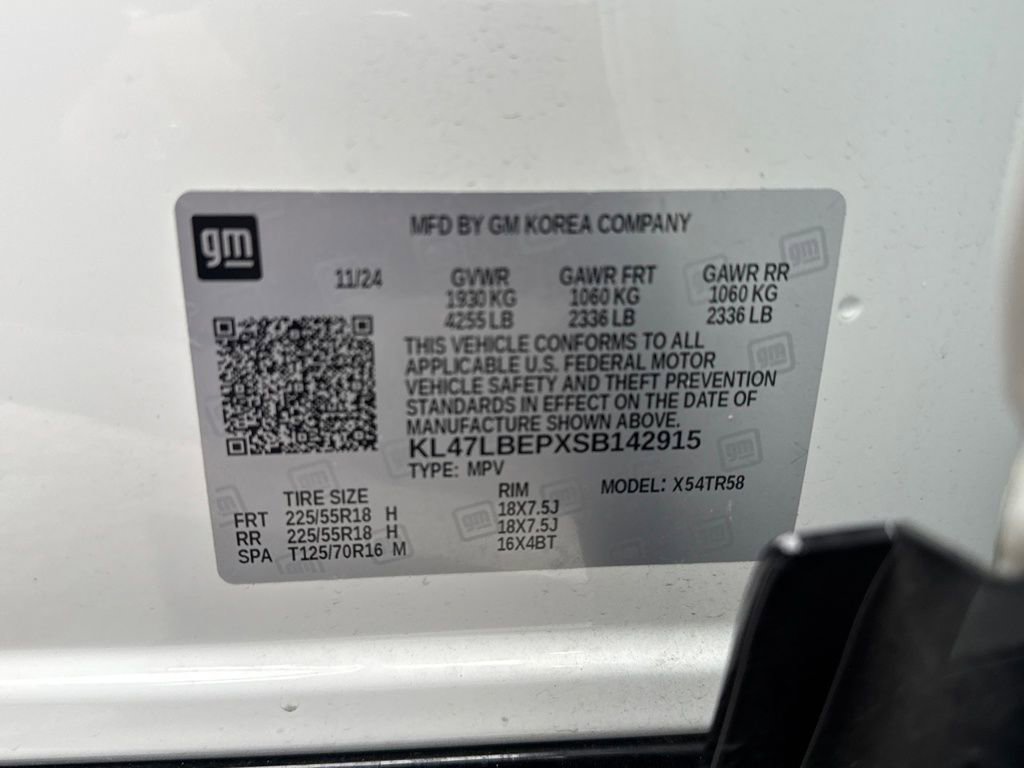 gm
MFD BY GM KOREA COMPANY
11/24 GVWR GAWR FRT GAWR RR
1930 KG 1060 KG 1060 KG
4255 LB 2336 LB 2336 LB
THIS VEHICLE CONFORMS TO ALL
APPLICABLE U.S. FEDERAL MOTOR
VEHICLE SAFETY AND THEFT PREVENTION
STANDARDS IN EFFECT ON THE DATE OF
MANUFACTURE SHOWN ABOVE.
KL47LBEPXSB142915
TYPE: MPV
TIRE SIZE RIM MODEL: X54TR58
FRT 225/55R18 H 18X7.5J
RR 225/55R18 H 18X7.5J
SPA T125/70R16 M 16X4BT